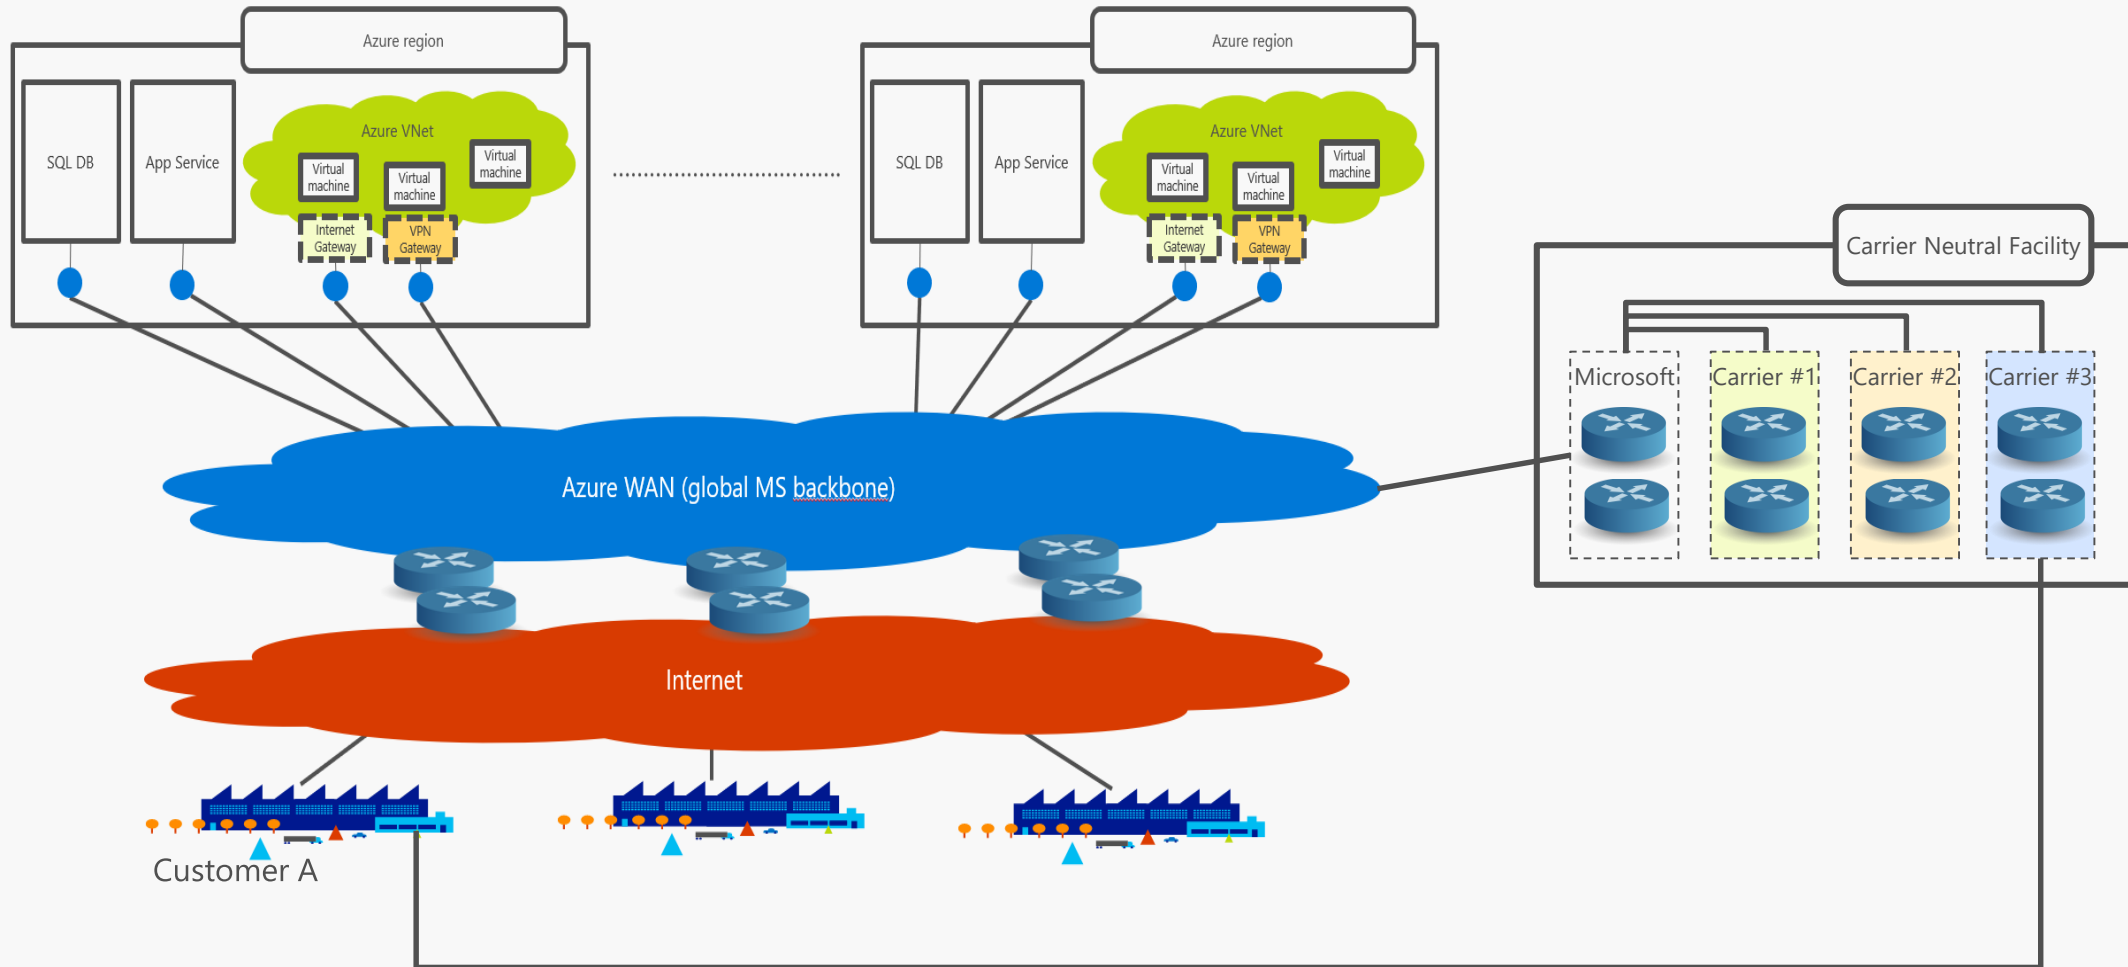 Azure region
Azure region
Azure VNet
SQL DB
App Service
Virtual
machine
Virtual
machine
Virtual
machine
Internet
Gateway
VPN
Gateway
Azure VNet
SQL DB
App Service
Virtual
machine
Virtual
machine
Virtual
machine
Internet
Gateway
VPN
Gateway
Carrier Neutral Facility
Microsoft
Carrier #1
Carrier #2
Carrier #3
Azure WAN (global MS backbone)
Internet
Customer A